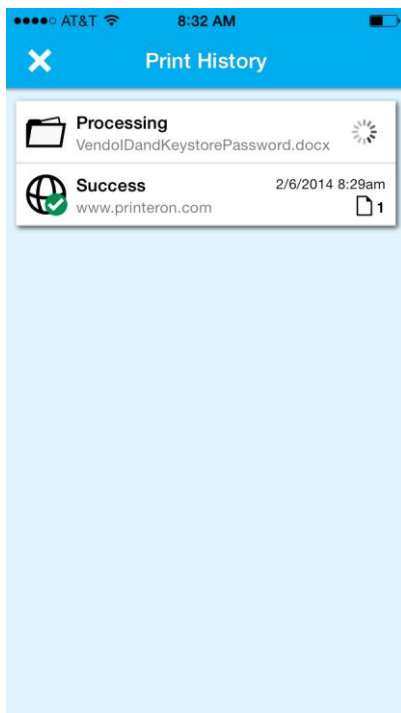 AT&T 8:32 AM
Print History
Processing
VendolDandKeystorePassword.docx
Success 2/6/2014 8:29am
www.printeron.com 1